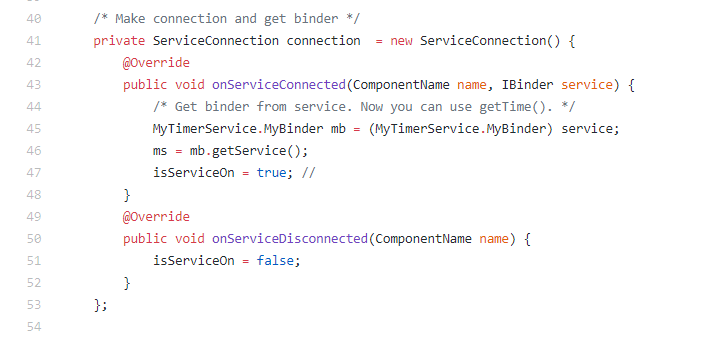 40 /* Make connection and get binder */
41 private ServiceConnection connection  = new ServiceConnection() {
42 @Override
43 public void onServiceConnected(ComponentName name, IBinder service) {
44 /* Get binder from service. Now you can use getTime(). */
45 MyTimerService.MyBinder mb = (MyTimerService.MyBinder) service;
46 ms = mb.getService();
47 isServiceOn = true; //
48 }
49 @Override
50 public void onServiceDisconnected(ComponentName name) {
51 isServiceOn = false;
52 }
53 };
54